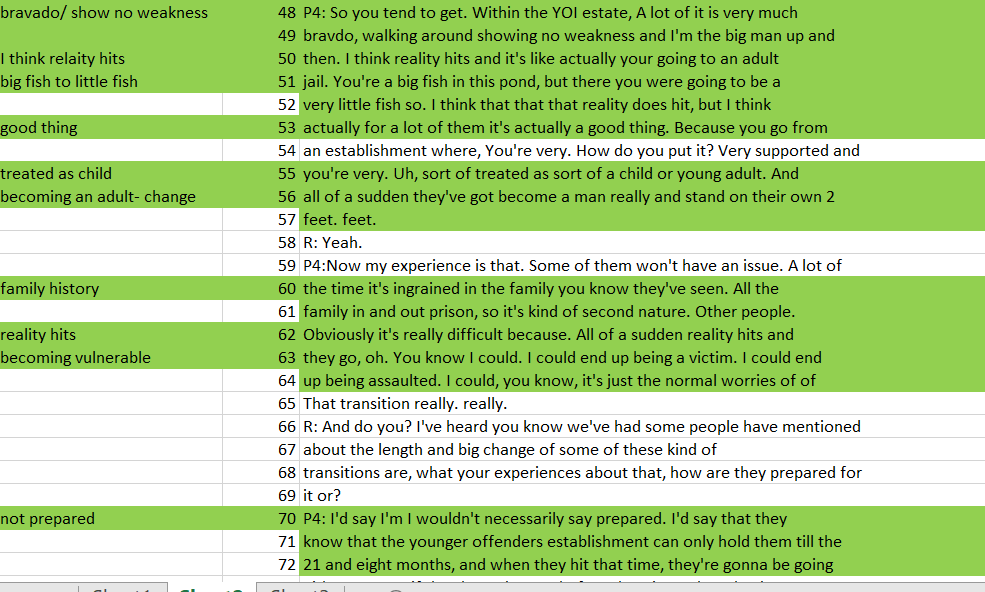 bravado/ show no weakness 48 P4: So you tend to get. Within the YOI estate, A lot of it is very much
49 bravdo, walking around showing no weakness and I'm the big man up and
I think relaity hits 50 then. I think reality hits and it's like actually your going to an adult
big fish to little fish 51 jail. You're a big fish in this pond, but there you were going to be a
52 very little fish so. I think that that that reality does hit, but I think
good thing 53 actually for a lot of them it's actually a good thing. Because you go from
54 an establishment where, You're very. How do you put it? Very supported and
treated as child 55 you're very. Uh, sort of treated as sort of a child or young adult. And
becoming an adult- change 56 all of a sudden they've got become a man really and stand on their own 2
57 feet. feet.
58 R: Yeah.
59 P4:Now my experience is that. Some of them won't have an issue. A lot of
family history 60 the time it's ingrained in the family you know they've seen. All the
61 family in and out prison, so it's kind of second nature. Other people.
reality hits 62 Obviously it's really difficult because. All of a sudden reality hits and
becoming vulnerable 63 they go, oh. You know I could. I could end up being a victim. I could end
64 up being assaulted. I could, you know, it's just the normal worries of of
65 That transition really. really.
66 R: And do you? I've heard you know we've had some people have mentioned
67 about the length and big change of some of these kind of
68 transitions are, what your experiences about that, how are they prepared for
69 it or?
not prepared 70 P4: I'd say I'm I wouldn't necessarily say prepared. I'd say that they
71 know that the younger offenders establishment can only hold them till the
72 21 and eight months, and when they hit that time, they're gonna be going